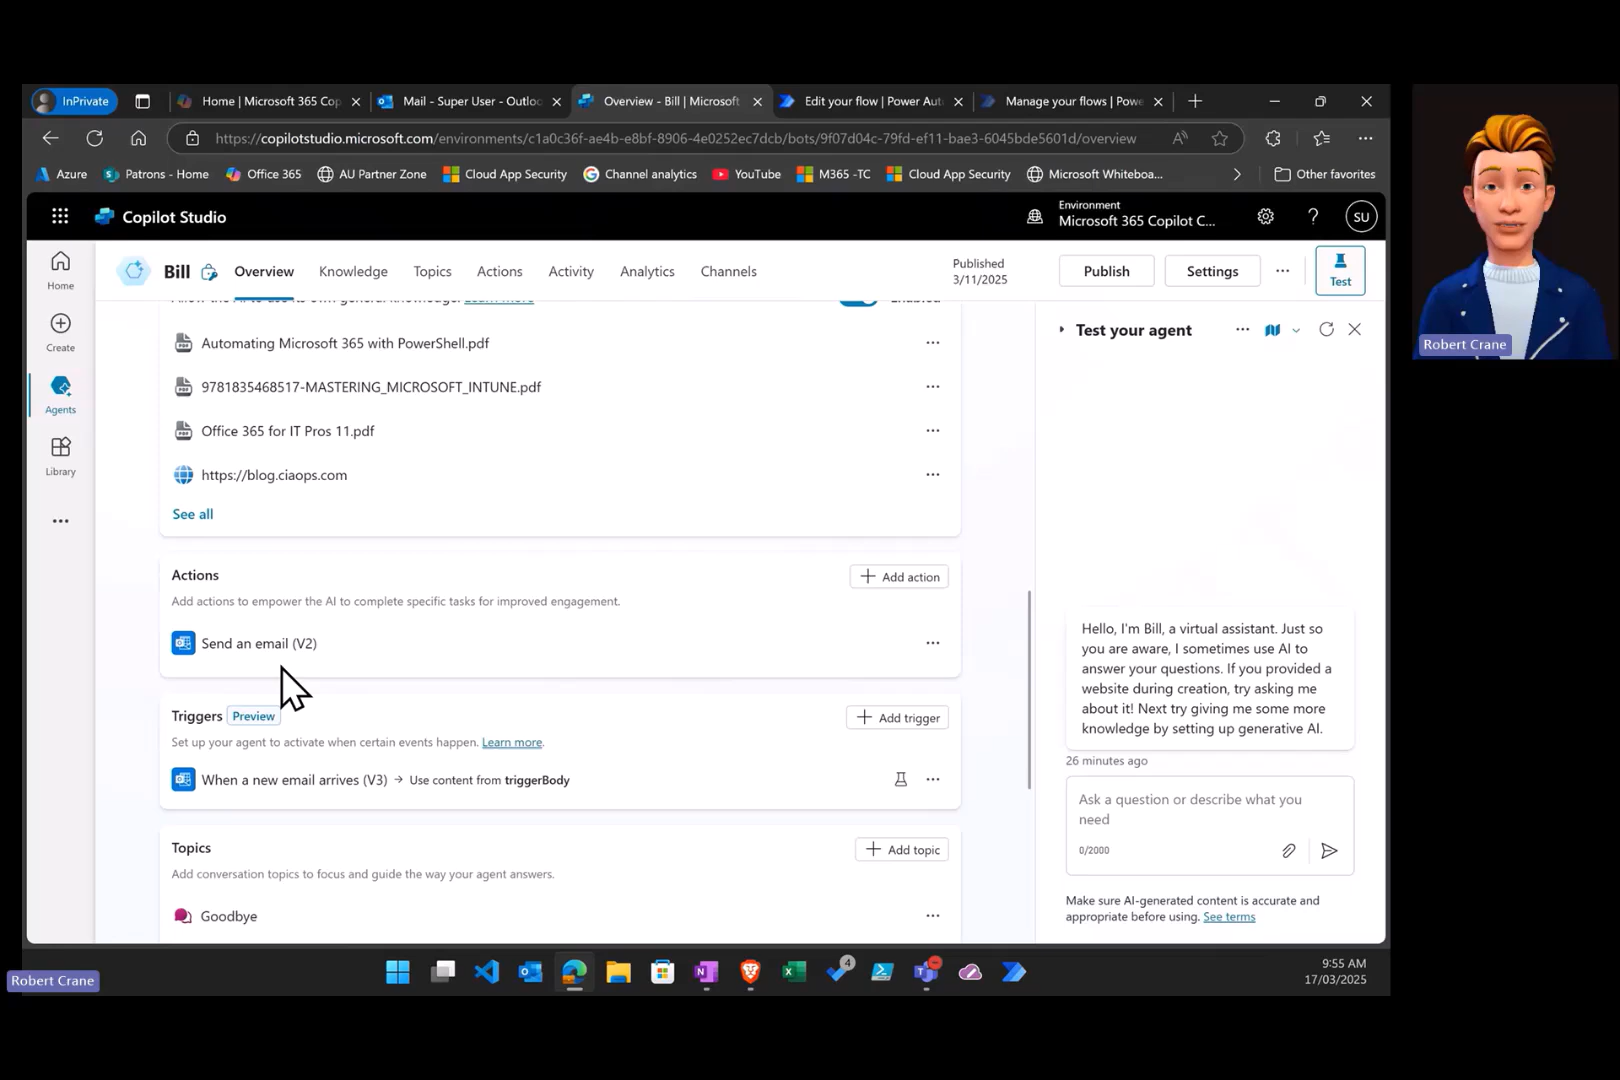 InPrivate
Home | Microsoft 365 Cop
Mail - Super User - Outloo
Overview - Bill | Microsoft
Edit your flow | Power Aut
Manage your flows | Powe
https://copilotstudio.microsoft.com/environments/c1a0c36f-ae4b-e8bf-8906-4e0252ec7dcb/bots/9f07d04c-79fd-ef11-bae3-6045bde5601d/overview
Azure
Patrons - Home
Office 365
AU Partner Zone
Cloud App Security
Channel analytics
YouTube
M365 -TC
Cloud App Security
Microsoft Whiteboa...
Other favorites
Copilot Studio
Environment
Microsoft 365 Copilot C...
SU
Home
Create
Agents
Library
Bill
Overview
Knowledge
Topics
Actions
Activity
Analytics
Channels
Published
3/11/2025
Publish
Settings
Test
Allow the AI to use its own general knowledge. Learn more
Enabled
Automating Microsoft 365 with PowerShell.pdf
9781835468517-MASTERING_MICROSOFT_INTUNE.pdf
Office 365 for IT Pros 11.pdf
https://blog.ciaops.com
See all
Actions
Add action
Add actions to empower the AI to complete specific tasks for improved engagement.
Send an email (V2)
Triggers
Preview
Add trigger
Set up your agent to activate when certain events happen. Learn more.
When a new email arrives (V3) → Use content from triggerBody
Topics
Add topic
Add conversation topics to focus and guide the way your agent answers.
Goodbye
Test your agent
Hello, I'm Bill, a virtual assistant. Just so
you are aware, I sometimes use AI to
answer your questions. If you provided a
website during creation, try asking me
about it! Next try giving me some more
knowledge by setting up generative AI.
26 minutes ago
Ask a question or describe what you
need
0/2000
Make sure AI-generated content is accurate and
appropriate before using. See terms
Robert Crane
4
9:55 AM
17/03/2025
Robert Crane